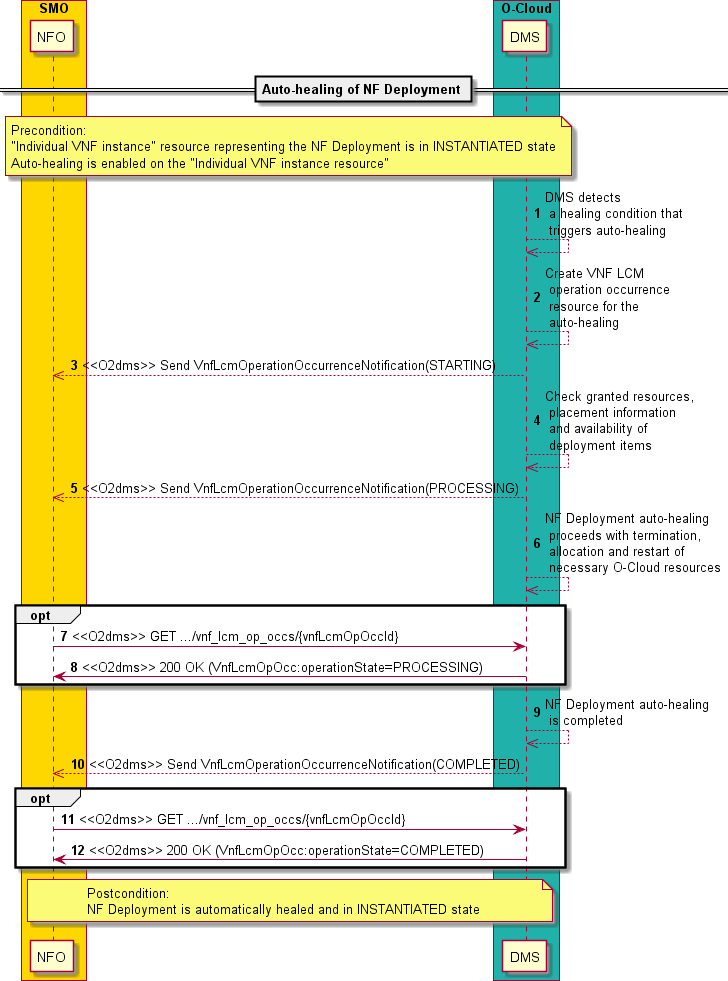 SMO
O-Cloud
NFO
DMS
Auto-healing of NF Deployment
Precondition:
"Individual VNF instance" resource representing the NF Deployment is in INSTANTIATED state
Auto-healing is enabled on the "Individual VNF instance resource"
DMS detects
1 a healing condition that
triggers auto-healing
Create VNF LCM
2 operation occurrence
resource for the
auto-healing
3 <<O2dms>> Send VnfLcmOperationOccurrenceNotification(STARTING)
Check granted resources,
4 placement information
and availability of
deployment items
5 <<O2dms>> Send VnfLcmOperationOccurrenceNotification(PROCESSING)
NF Deployment auto-healing
6 proceeds with termination,
allocation and restart of
necessary O-Cloud resources
opt
7 <<O2dms>> GET .../vnf_lcm_op_occs/{vnfLcmOpOccId}
8 <<O2dms>> 200 OK (VnfLcmOpOcc:operationState=PROCESSING)
9 NF Deployment auto-healing
is completed
10 <<O2dms>> Send VnfLcmOperationOccurrenceNotification(COMPLETED)
opt
11 <<O2dms>> GET .../vnf_lcm_op_occs/{vnfLcmOpOccId}
12 <<O2dms>> 200 OK (VnfLcmOpOcc:operationState=COMPLETED)
Postcondition:
NF Deployment is automatically healed and in INSTANTIATED state
NFO
DMS